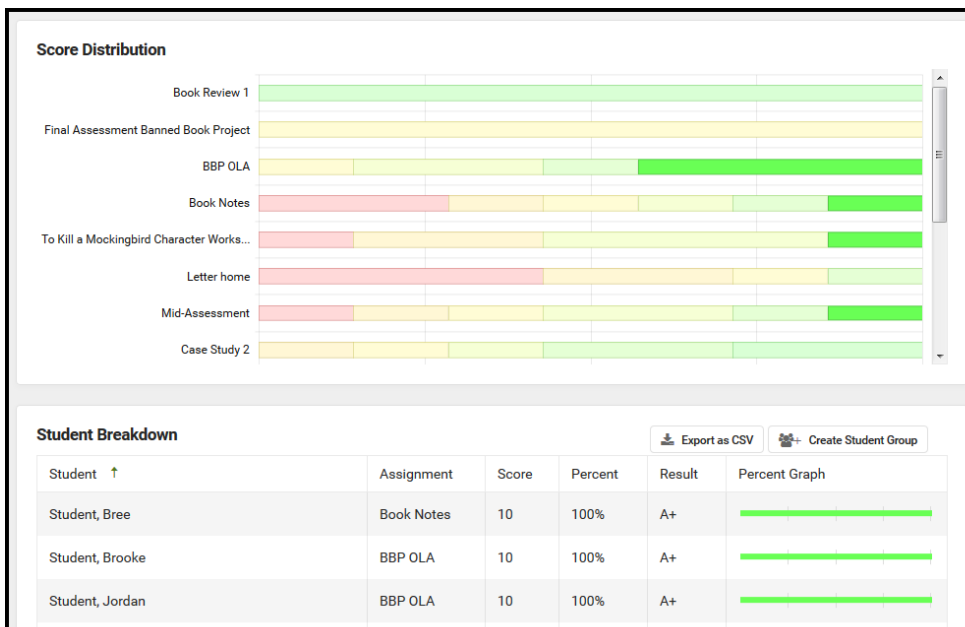 Score Distribution
Book Review 1
Final Assessment Banned Book Project
BBP OLA
Book Notes
To Kill a Mockingbird Character Works...
Letter home
Mid-Assessment
Case Study 2
Student Breakdown
Export as CSV
Create Student Group
Student Assignment Score Percent Result Percent Graph
Student, Bree Book Notes 10 100% A+
Student, Brooke BBP OLA 10 100% A+
Student, Jordan BBP OLA 10 100% A+